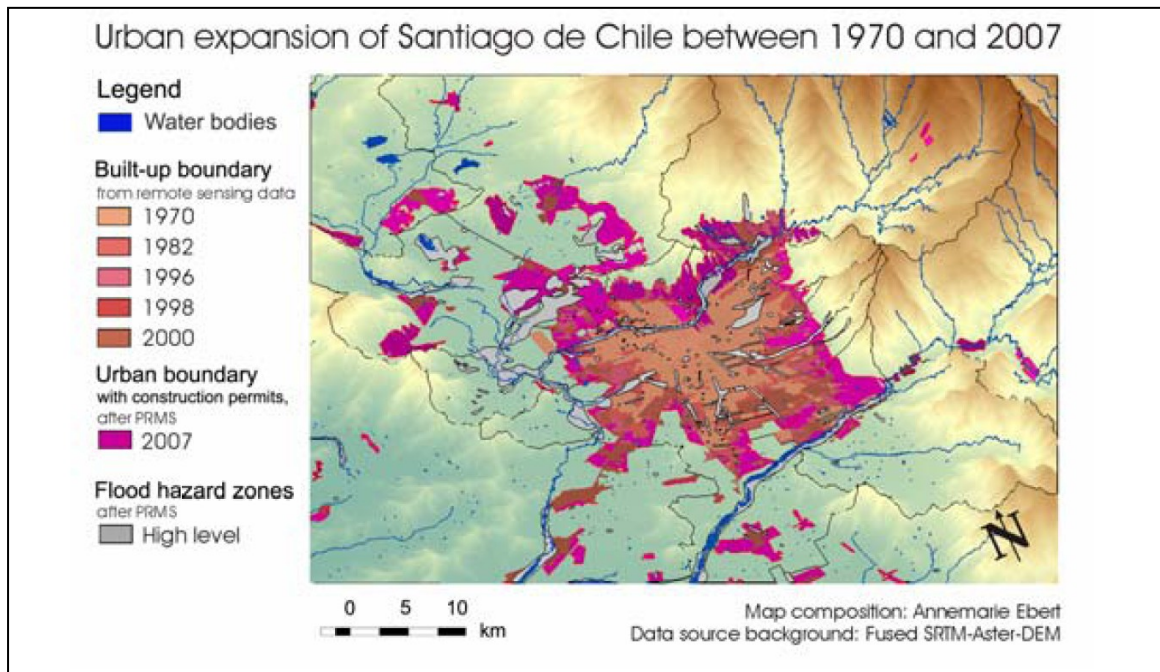 Urban expansion of Santiago de Chile between 1970 and 2007
Legend
Water bodies
Built-up boundary
from remote sensing data
1970
1982
1996
1998
2000
Urban boundary
with construction permits,
after PRMS
2007
Flood hazard zones
after PRMS
High level
N
0 5 10
km
Map composition: Annemarie Ebert
Data source background: Fused SRTM-Aster-DEM